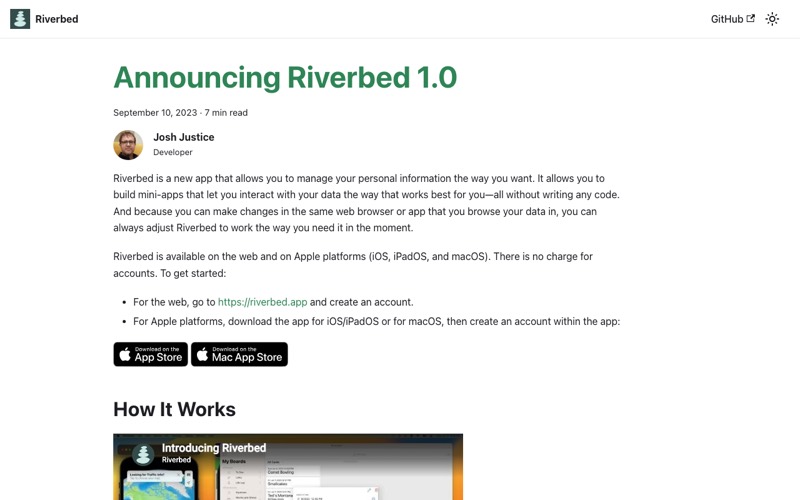 Riverbed
GitHub
Announcing Riverbed 1.0
September 10, 2023 · 7 min read
Josh Justice
Developer
Riverbed is a new app that allows you to manage your personal information the way you want. It allows you to
build mini-apps that let you interact with your data the way that works best for you—all without writing any code.
And because you can make changes in the same web browser or app that you browse your data in, you can
always adjust Riverbed to work the way you need it in the moment.
Riverbed is available on the web and on Apple platforms (iOS, iPadOS, and macOS). There is no charge for
accounts. To get started:
• For the web, go to https://riverbed.app and create an account.
• For Apple platforms, download the app for iOS/iPadOS or for macOS, then create an account within the app:
Download on the
App Store
Download on the
Mac App Store
How It Works
Introducing Riverbed
Riverbed
My Boards